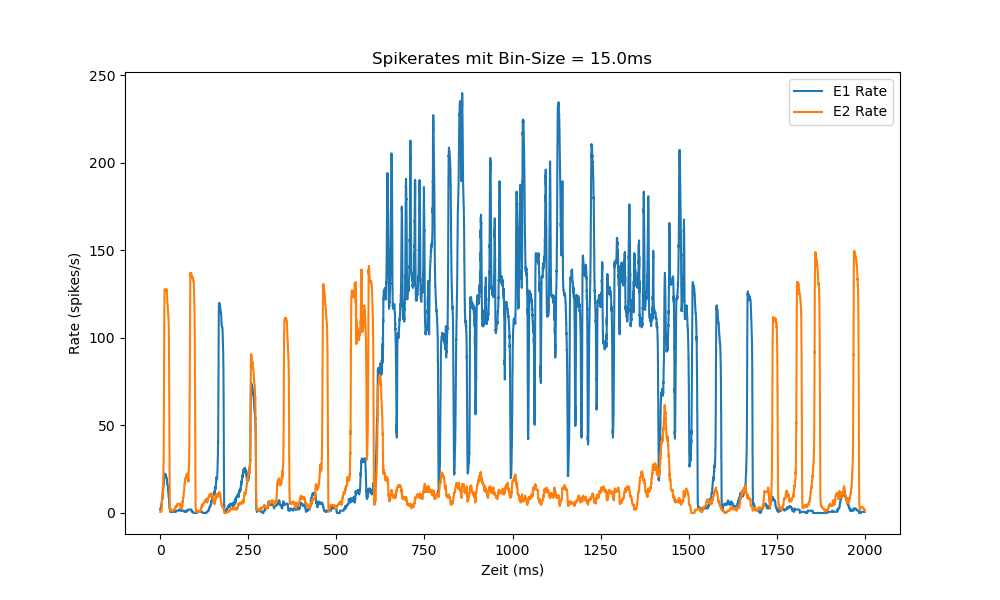 Spikerates mit Bin-Size = 15.0ms
E1 Rate
E2 Rate
Rate (spikes/s)
250
200
150
100
50
0
0 250 500 750 1000 1250 1500 1750 2000
Zeit (ms)